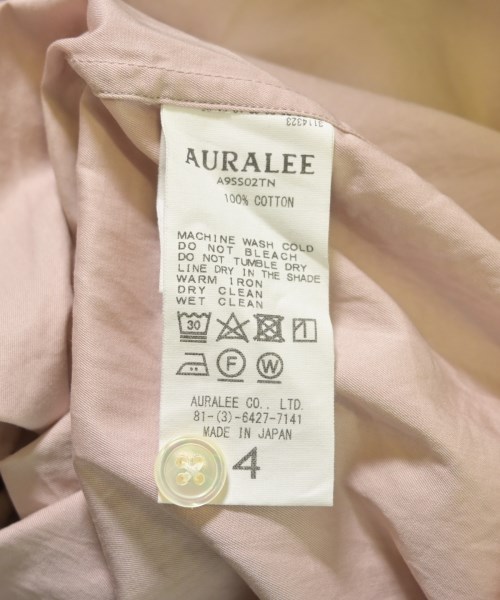 3114323
AURALEE
A9SS02TN
100% COTTON
MACHINE WASH COLD
DO NOT BLEACH
DO NOT TUMBLE DRY
LINE DRY IN THE SHADE
WARM IRON
DRY CLEAN
WET CLEAN
30
F W
AURALEE CO., LTD.
81-(3)-6427-7141
MADE IN JAPAN
4